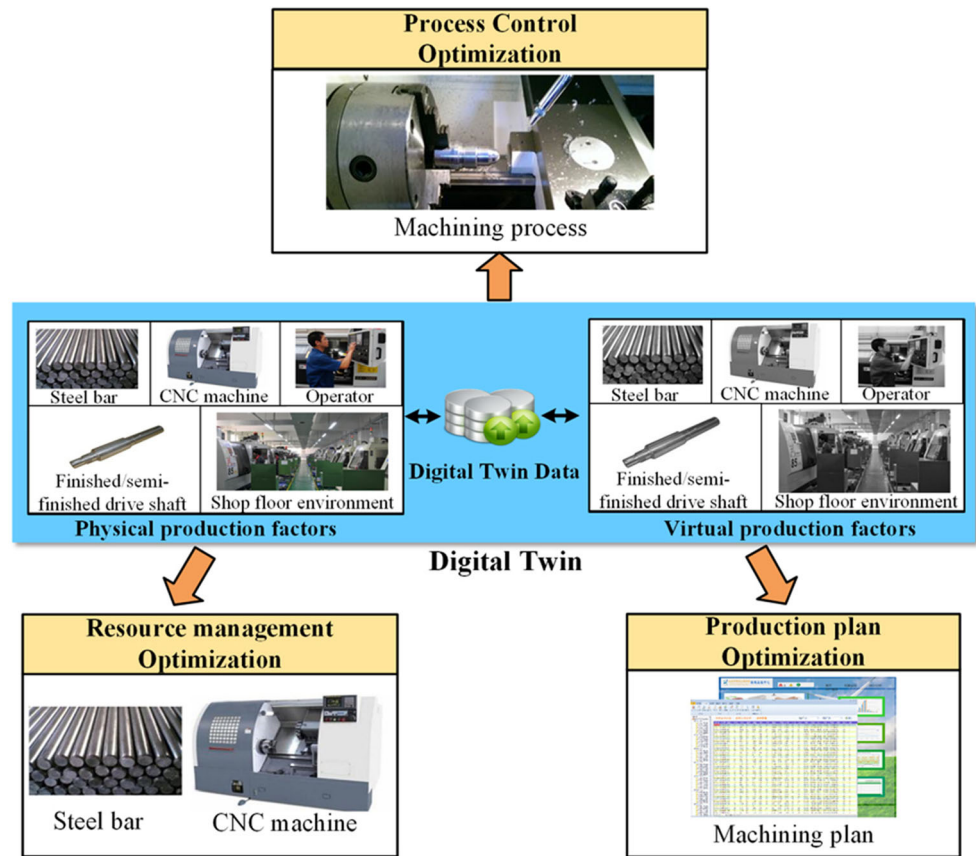 Process Control
Optimization
Machining process
Steel bar
CNC machine
Operator
Finished/semi-
finished drive shaft
Shop floor environment
Physical production factors
Digital Twin Data
Steel bar
CNC machine
Operator
Finished/semi-
finished drive shaft
Shop floor environment
Virtual production factors
Digital Twin
Resource management
Optimization
Steel bar
CNC machine
Production plan
Optimization
Machining plan